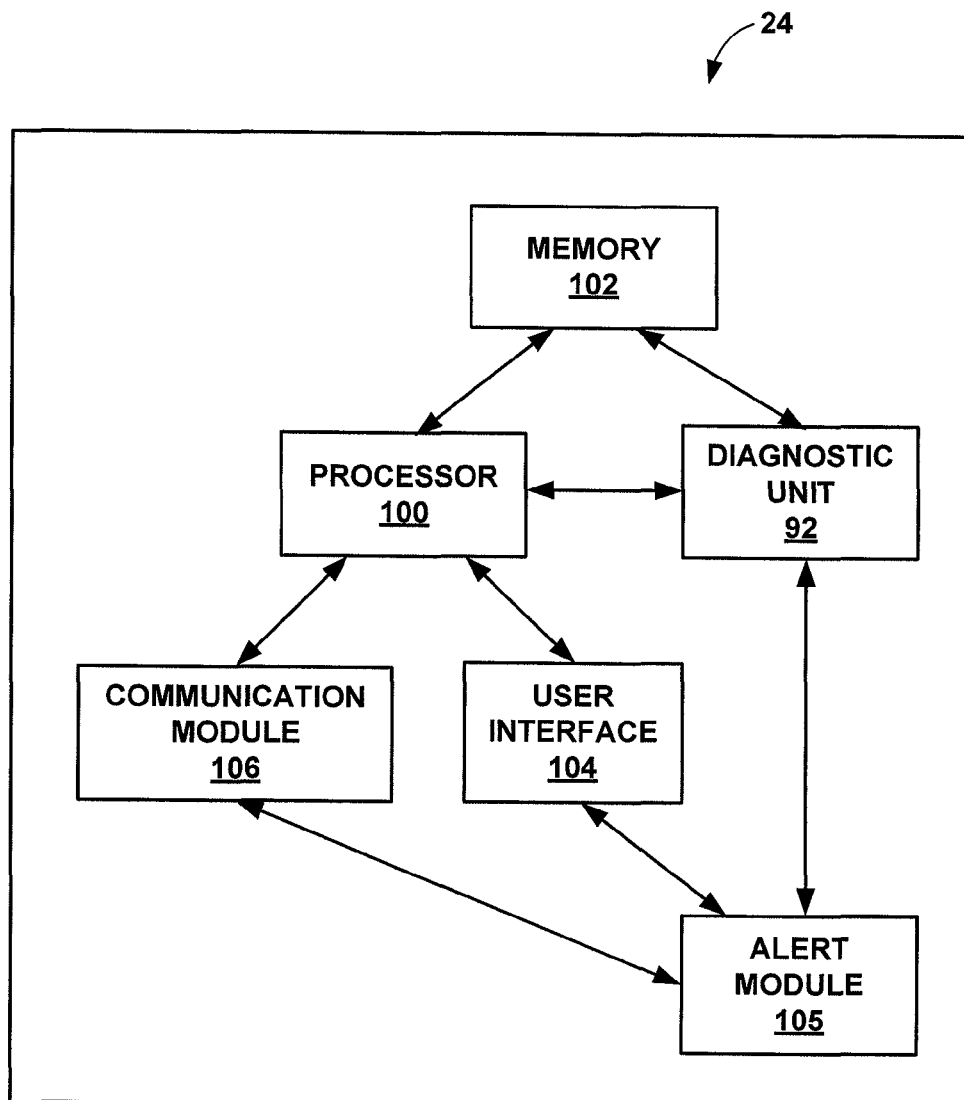 24
MEMORY
102
PROCESSOR
100
DIAGNOSTIC
UNIT
92
COMMUNICATION
MODULE
106
USER
INTERFACE
104
ALERT
MODULE
105